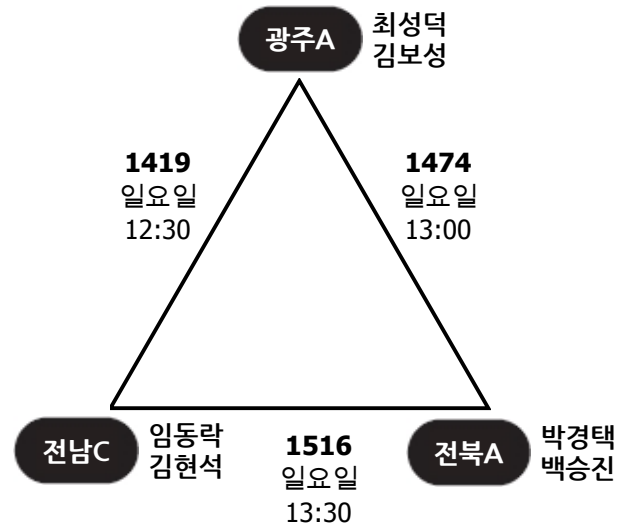 광주A
최성덕
김보성
1419
일요일
12:30
1474
일요일
13:00
전남C
임동락
김현석
1516
일요일
13:30
전북A
박경택
백승진